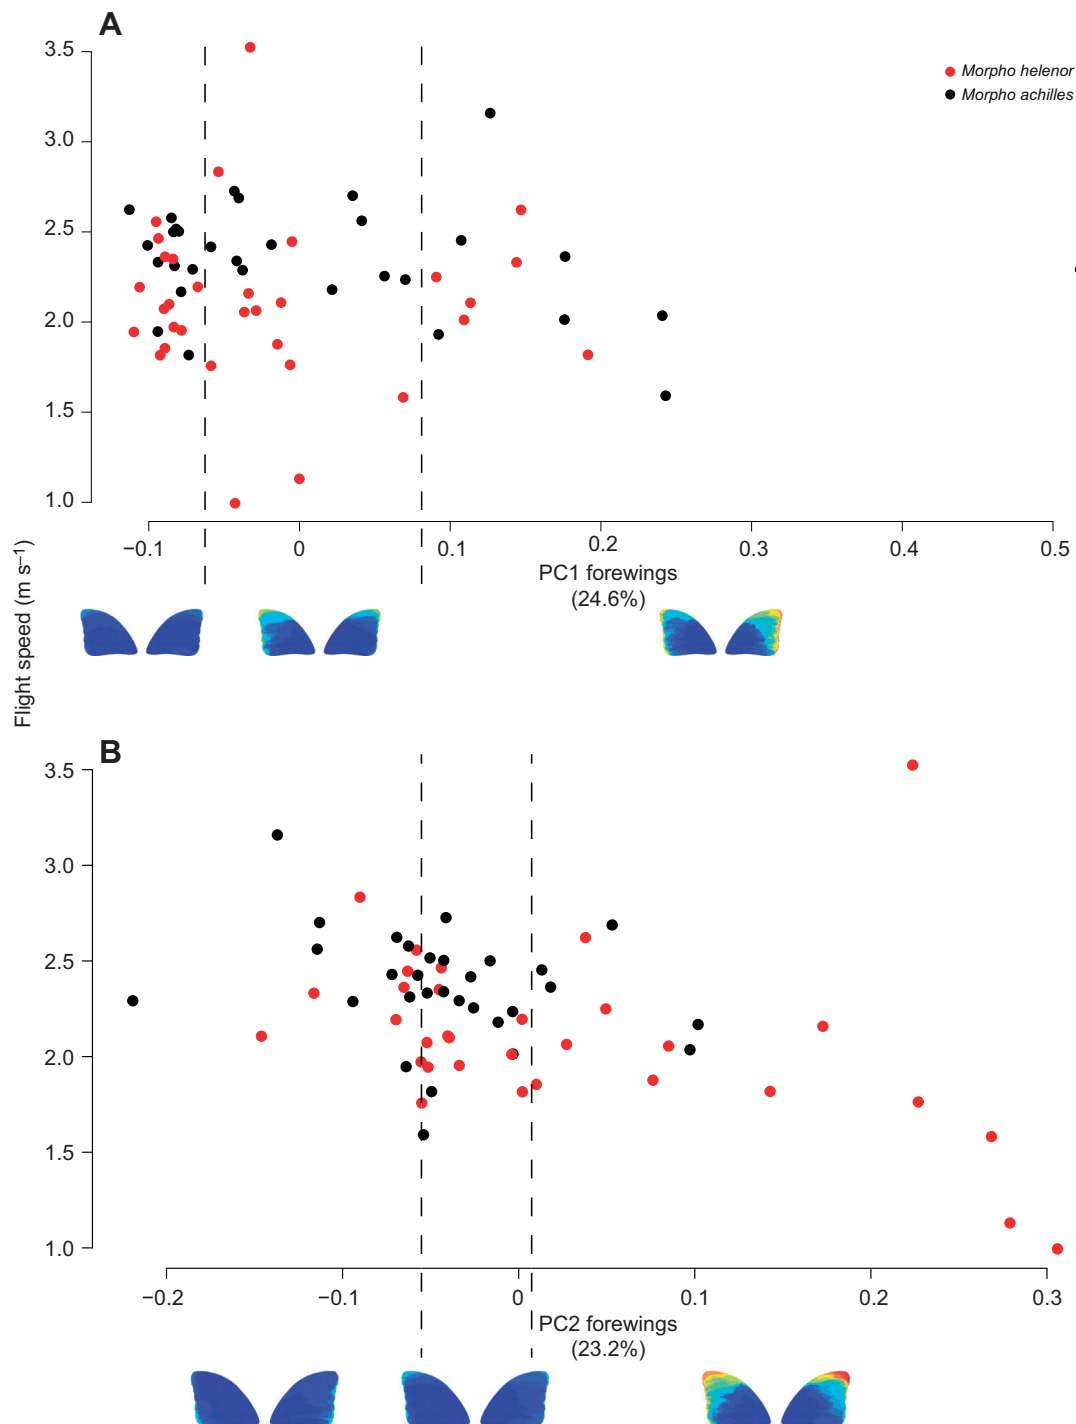 A
3.5
3.0
2.5
2.0
1.5
1.0
Morpho helenor
Morpho achilles
−0.1 0 0.1 0.2 0.3 0.4 0.5
PC1 forewings
(24.6%)
Flight speed (m s−1)
B
3.5
3.0
2.5
2.0
1.5
1.0
−0.2 −0.1 0 0.1 0.2 0.3
PC2 forewings
(23.2%)